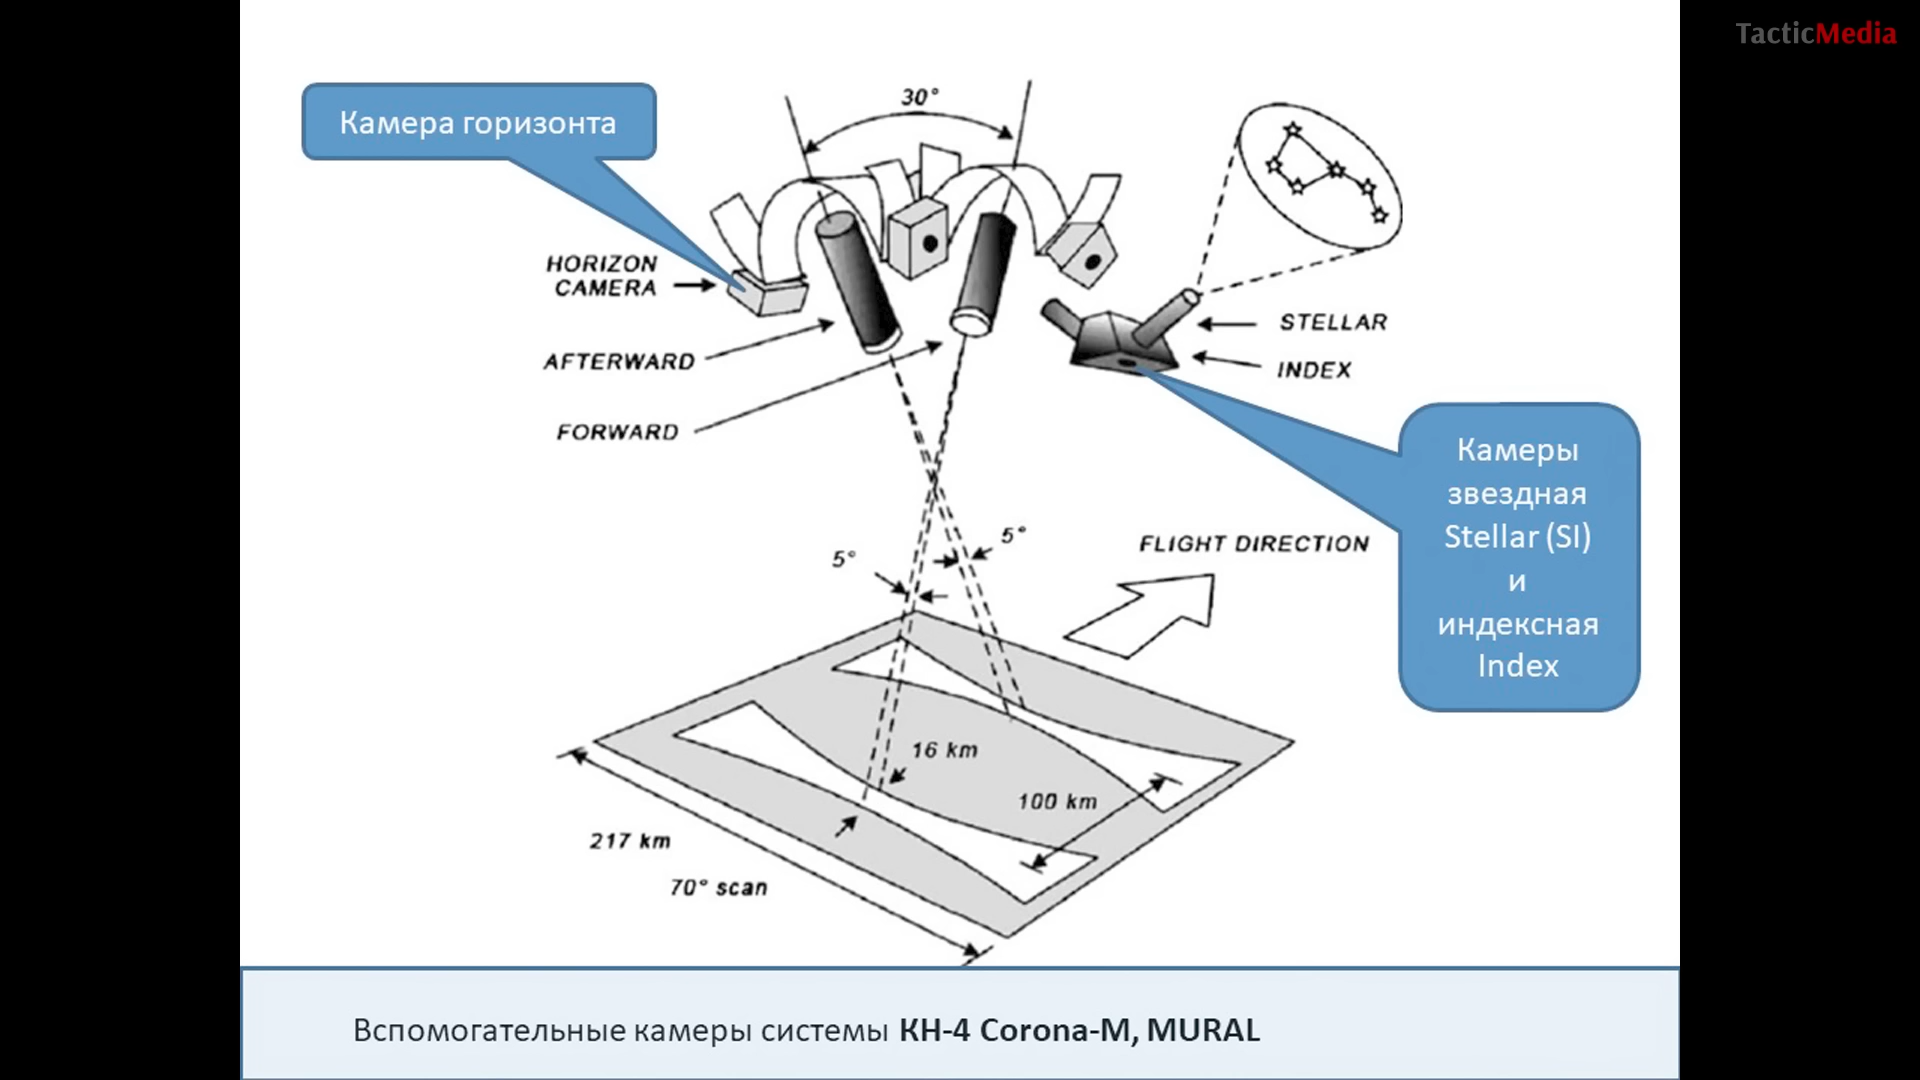 TacticMedia
Камера горизонта
30°
HORIZON
CAMERA
AFTERWARD
FORWARD
STELLAR
INDEX
Камеры
звездная
Stellar (SI)
и
индексная
Index
5°
5°
FLIGHT DIRECTION
16 km
100 km
217 km
70° scan
Вспомогательные камеры системы КН-4 Corona-M, MURAL